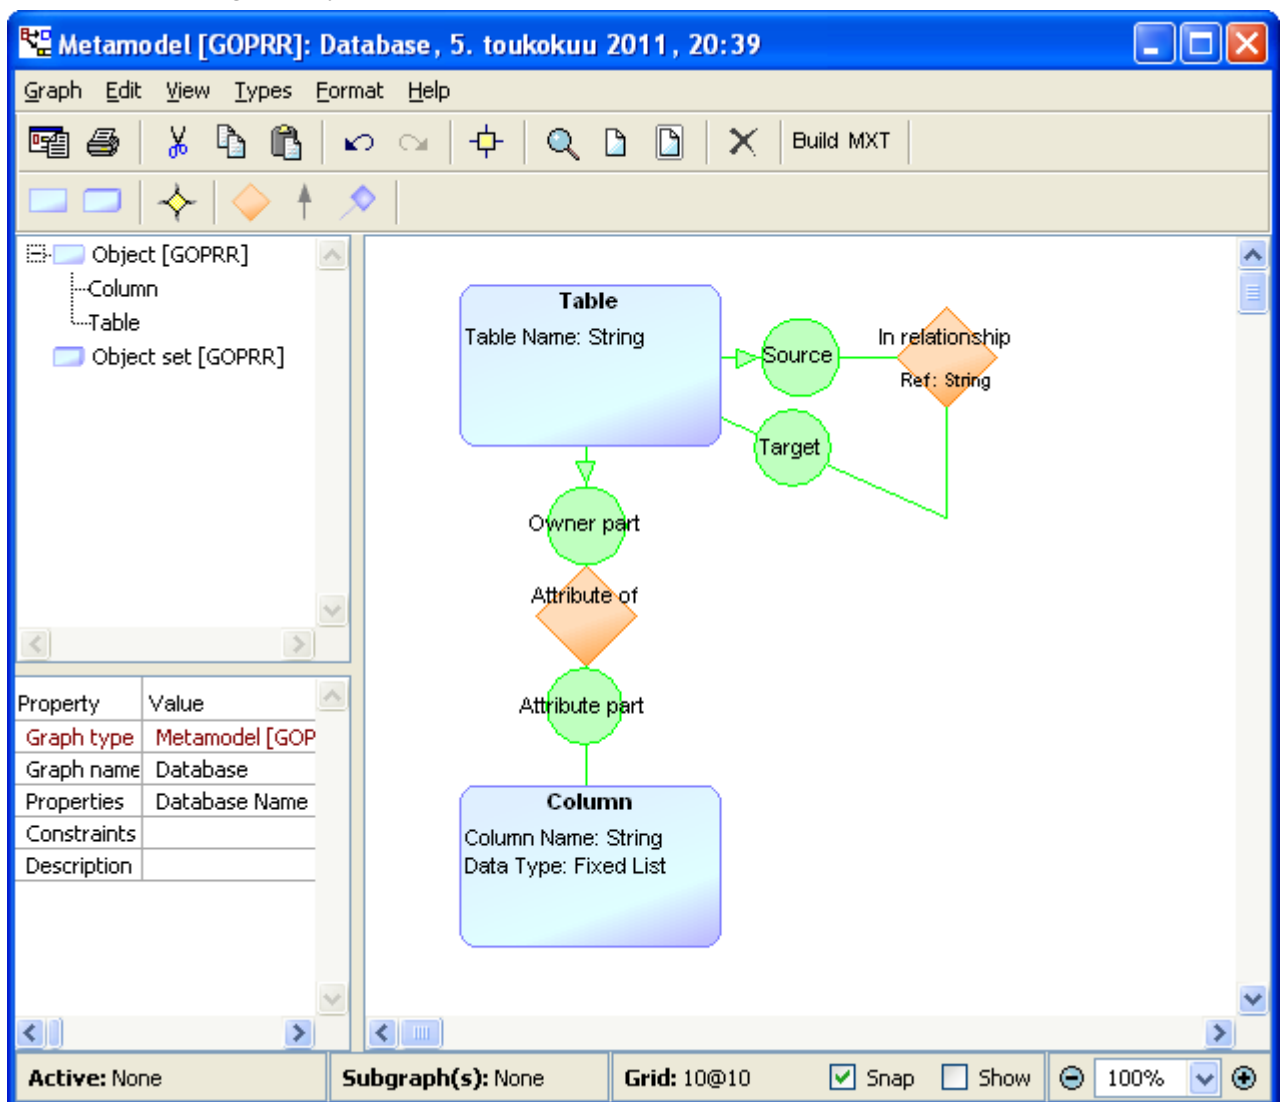 Metamodel [GOPRR]: Database, 5. toukokuu 2011, 20:39
Graph Edit View Types Format Help
Build MXT
Object [GOPRR]
Column
Table
Object set [GOPRR]
Property Value
Graph type Metamodel [GOP
Graph name Database
Properties Database Name
Constraints
Description
Table
Table Name: String
Source
In relationship
Ref: String
Target
Owner part
Attribute of
Attribute part
Column
Column Name: String
Data Type: Fixed List
Active: None Subgraph(s): None Grid: 10@10 Snap Show 100%